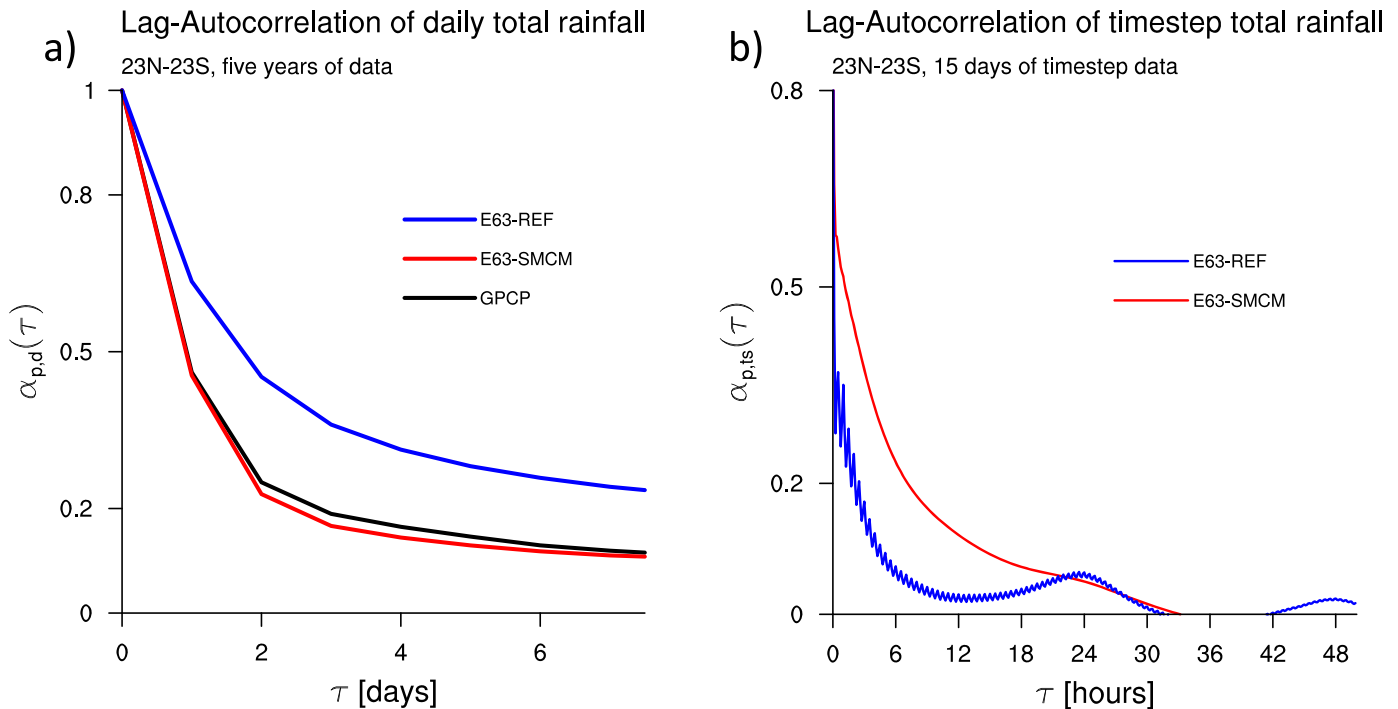 a)
Lag-Autocorrelation of daily total rainfall
23N-23S, five years of data
1
0.8
0.5
0.2
0
α_p,d(τ)
E63-REF
E63-SMCM
GPCP
0 2 4 6
τ [days]
b)
Lag-Autocorrelation of timestep total rainfall
23N-23S, 15 days of timestep data
0.8
0.5
0.2
0
α_p,ts(τ)
E63-REF
E63-SMCM
0 6 12 18 24 30 36 42 48
τ [hours]